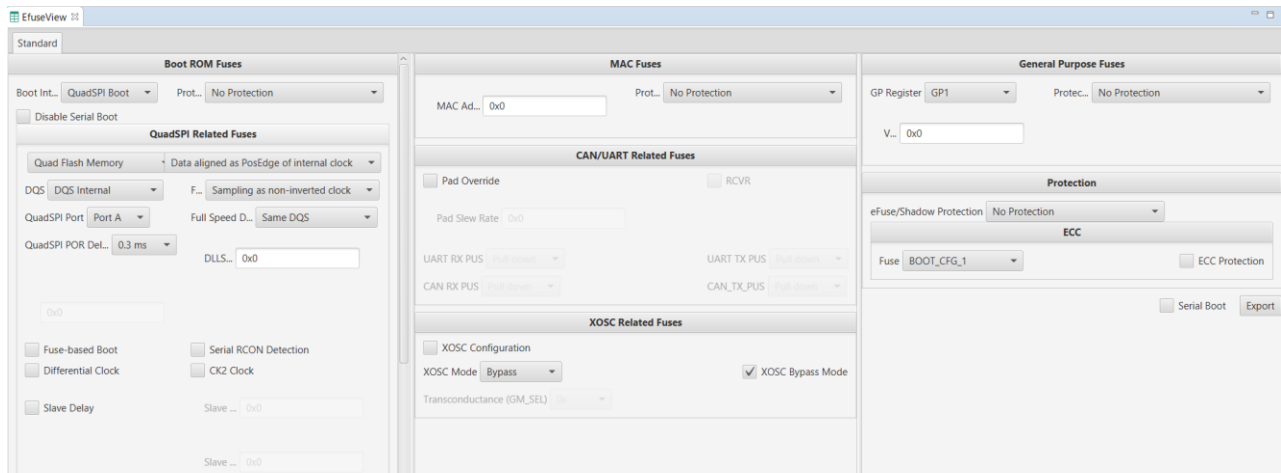 EfuseView
Standard
Boot ROM Fuses
Boot Int... QuadSPI Boot Prot... No Protection
Disable Serial Boot
QuadSPI Related Fuses
Quad Flash Memory Data aligned as PosEdge of internal clock
DQS DQS Internal F... Sampling as non-inverted clock
QuadSPI Port Port A Full Speed D... Same DQS
QuadSPI POR Del... 0.3 ms
DLLS... 0x0
0x0
Fuse-based Boot Serial RCON Detection
Differential Clock CK2 Clock
Slave Delay Slave ... 0x0
Slave ... 0x0
MAC Fuses
MAC Ad... 0x0 Prot... No Protection
CAN/UART Related Fuses
Pad Override RCVR
Pad Slew Rate 0x0
UART RX PUS Pull down UART TX PUS Pull down
CAN RX PUS Pull down CAN_TX_PUS Pull down
XOSC Related Fuses
XOSC Configuration
XOSC Mode Bypass XOSC Bypass Mode
Transconductance (GM_SEL)
General Purpose Fuses
GP Register GP1 Protec... No Protection
V... 0x0
Protection
eFuse/Shadow Protection No Protection
ECC
Fuse BOOT_CFG_1 ECC Protection
Serial Boot Export